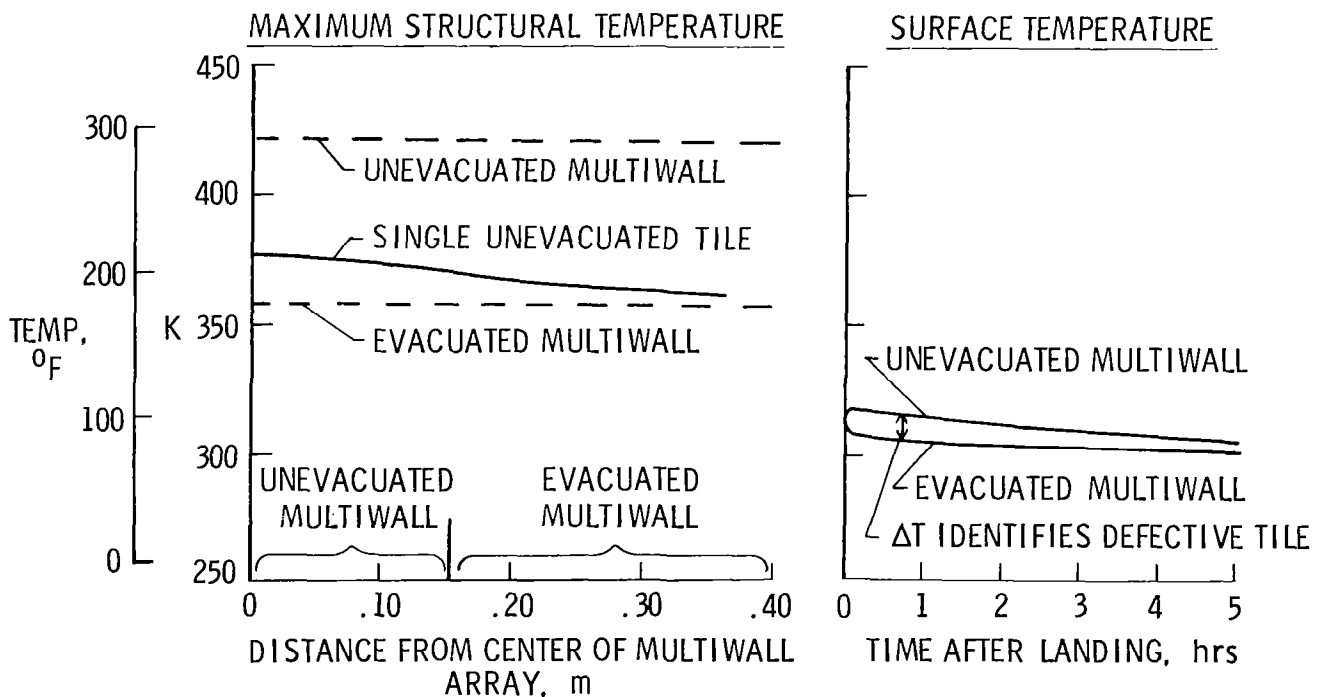 MAXIMUM STRUCTURAL TEMPERATURE
450
300
UNEVACUATED MULTIWALL
400
SINGLE UNEVACUATED TILE
200
TEMP,
°F
K
350
EVACUATED MULTIWALL
100
300
UNEVACUATED
MULTIWALL
EVACUATED
MULTIWALL
0
250
0
.10
.20
.30
.40
DISTANCE FROM CENTER OF MULTIWALL
ARRAY, m
SURFACE TEMPERATURE
UNEVACUATED MULTIWALL
EVACUATED MULTIWALL
ΔT IDENTIFIES DEFECTIVE TILE
0
1
2
3
4
5
TIME AFTER LANDING, hrs